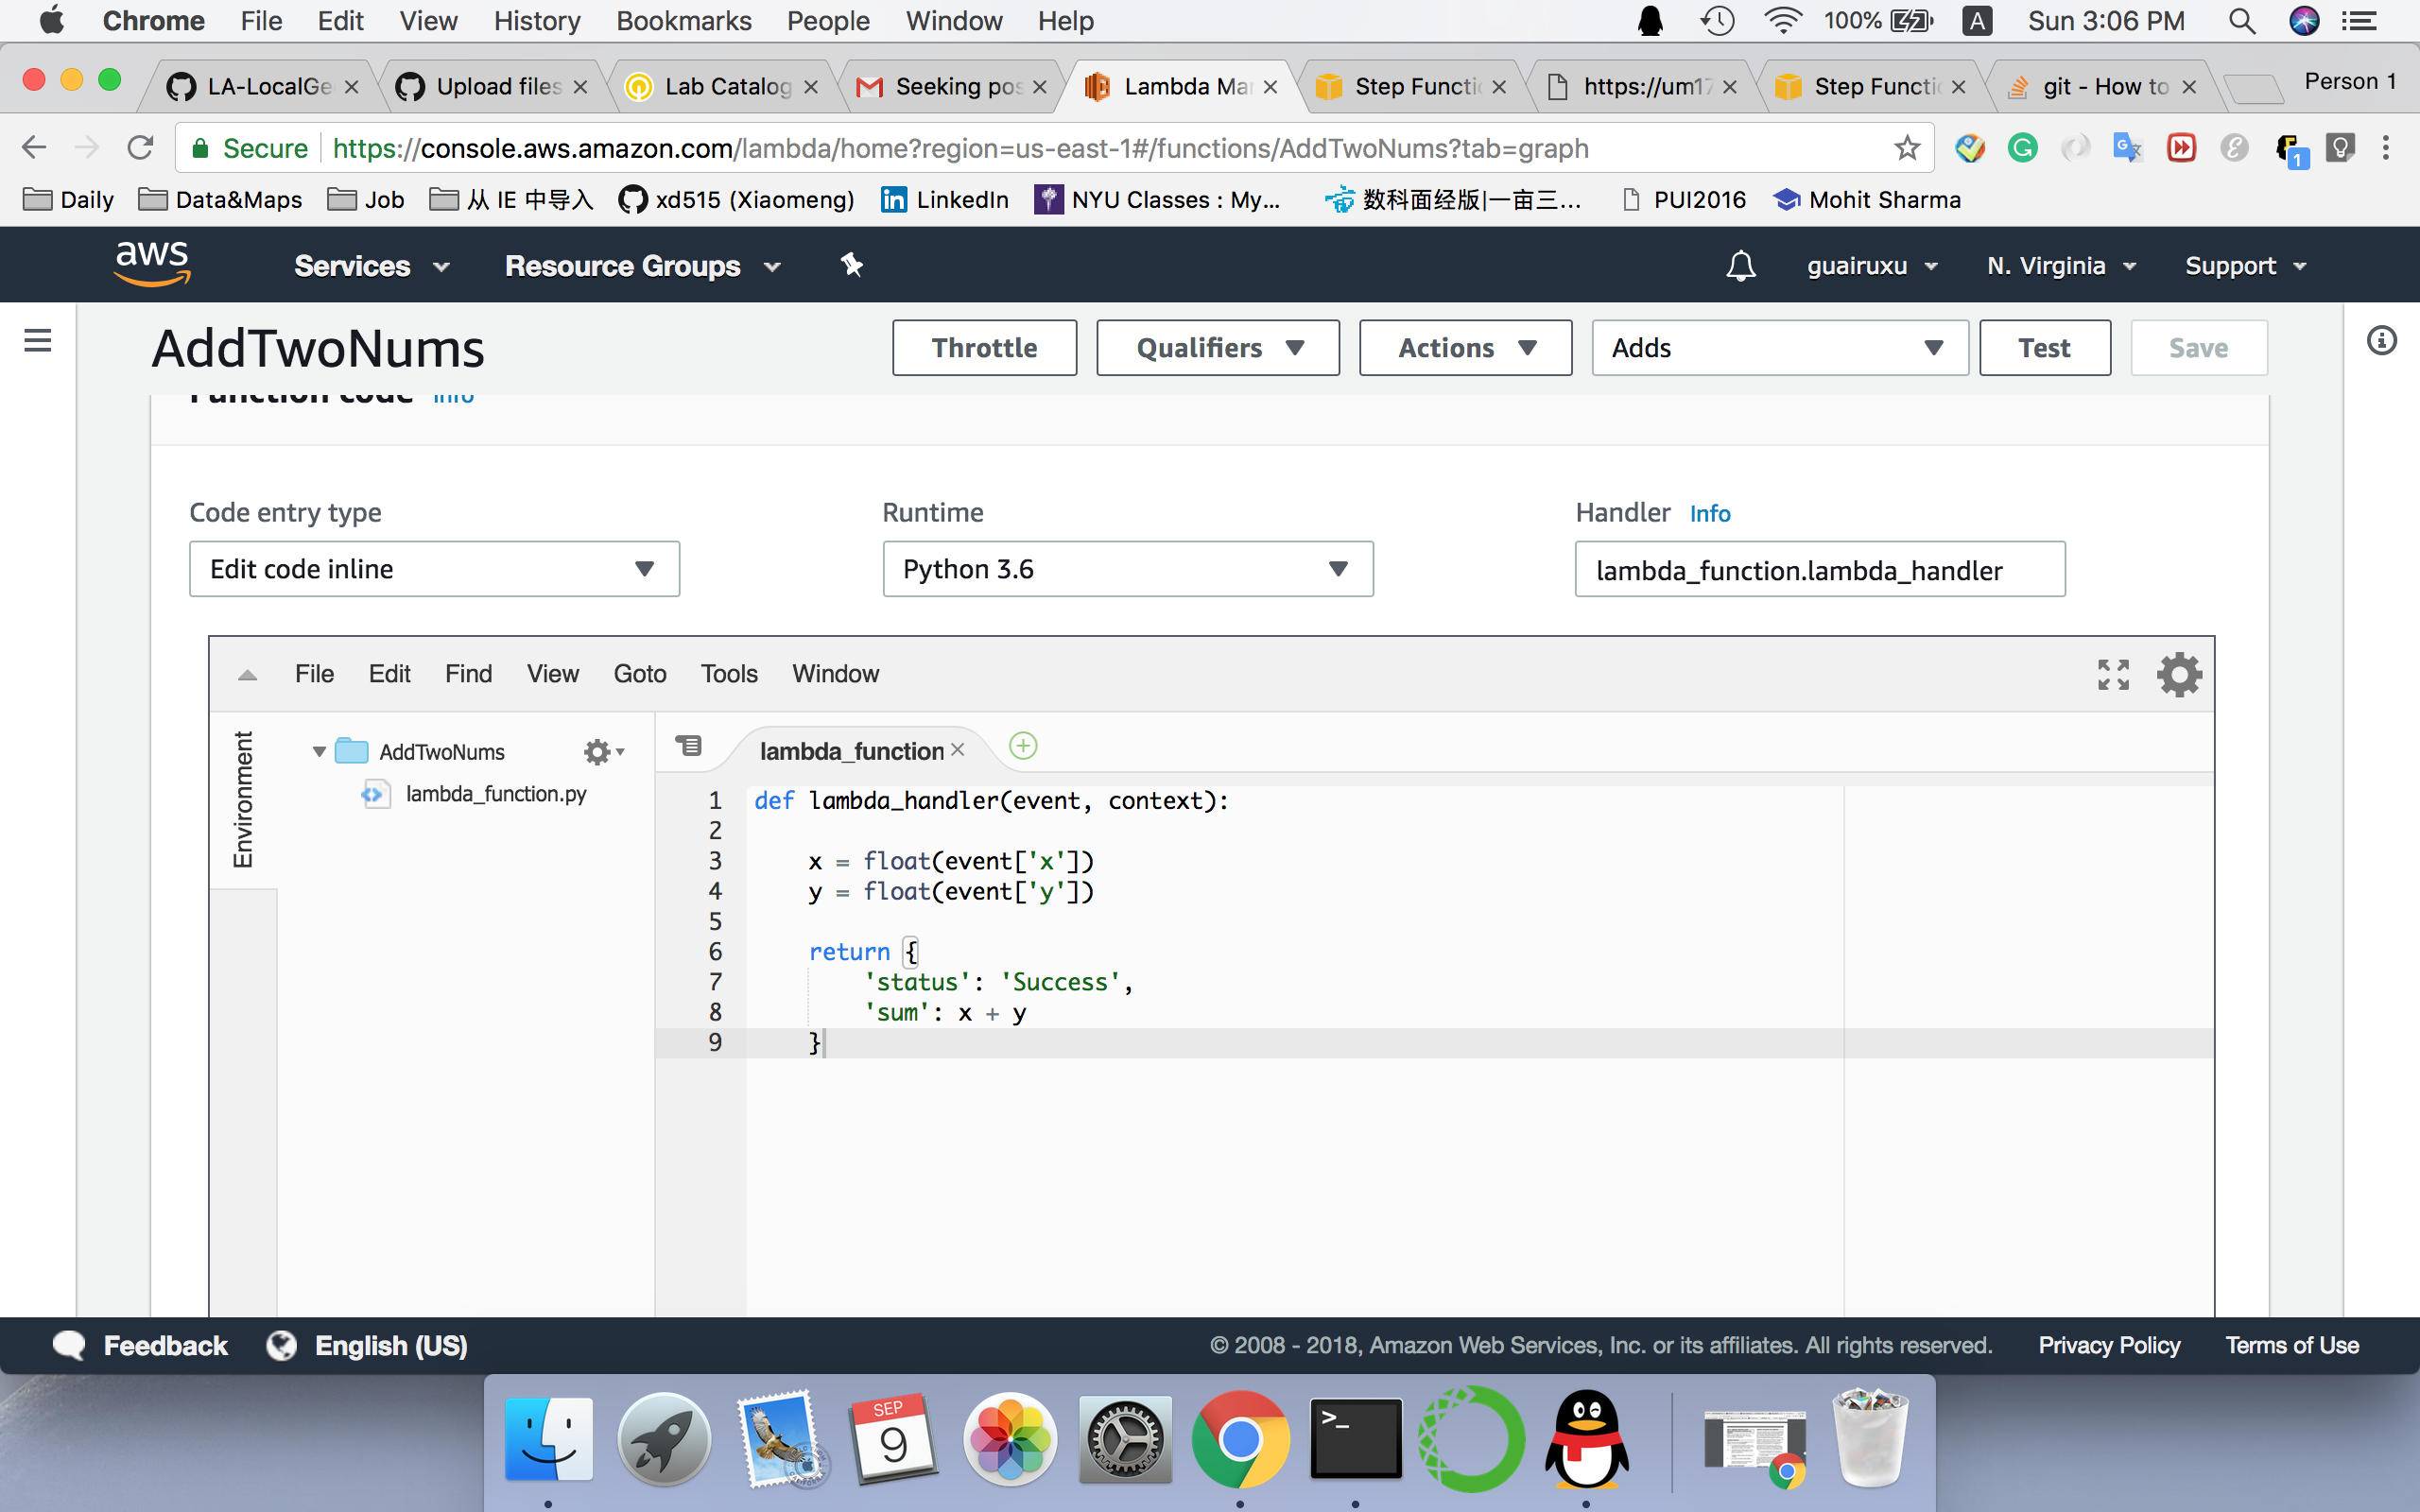 Chrome File Edit View History Bookmarks People Window Help 100% A Sun 3:06 PM
LA-LocalGe Upload files Lab Catalog Seeking pos Lambda Mar Step Functi https://um17 Step Functi git - How to Person 1
Secure https://console.aws.amazon.com/lambda/home?region=us-east-1#/functions/AddTwoNums?tab=graph 1
Daily Data&Maps Job 从 IE 中导入 xd515 (Xiaomeng) LinkedIn NYU Classes : My... 数科面经版|一亩三... PUI2016 Mohit Sharma
aws Services Resource Groups guairuxu N. Virginia Support
AddTwoNums Throttle Qualifiers Actions Adds Test Save
Function code Info
Code entry type Runtime Handler Info
Edit code inline Python 3.6 lambda_function.lambda_handler
File Edit Find View Goto Tools Window
Environment
AddTwoNums
lambda_function.py
lambda_function
1 def lambda_handler(event, context):
2
3 x = float(event['x'])
4 y = float(event['y'])
5
6 return {
7 'status': 'Success',
8 'sum': x + y
9 }
Feedback English (US) © 2008 - 2018, Amazon Web Services, Inc. or its affiliates. All rights reserved. Privacy Policy Terms of Use
SEP
9
>_